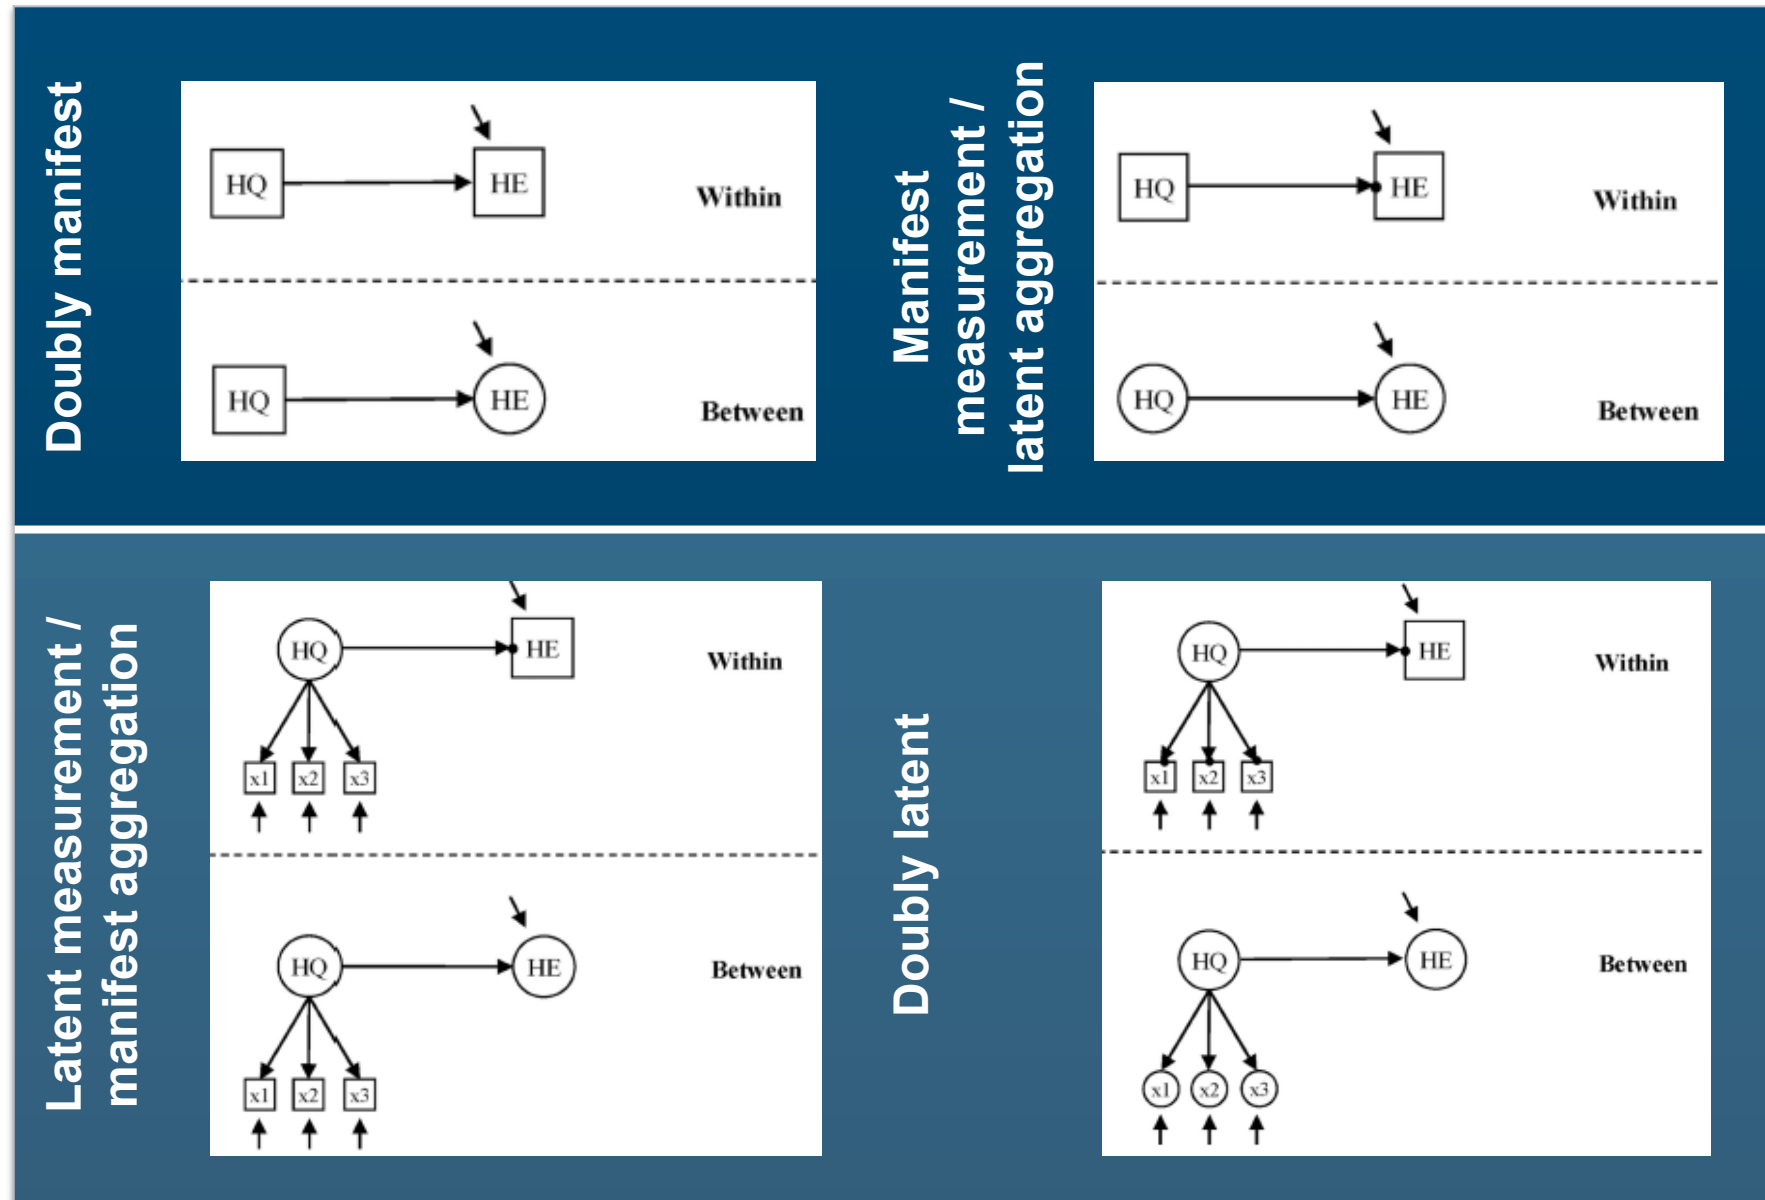 Doubly manifest
HQ HE Within
HQ HE Between
Manifest
measurement /
latent aggregation
HQ HE Within
HQ HE Between
Latent measurement /
manifest aggregation
HQ HE Within
x1 x2 x3
HQ HE Between
x1 x2 x3
Doubly latent
HQ HE Within
x1 x2 x3
HQ HE Between
x1 x2 x3